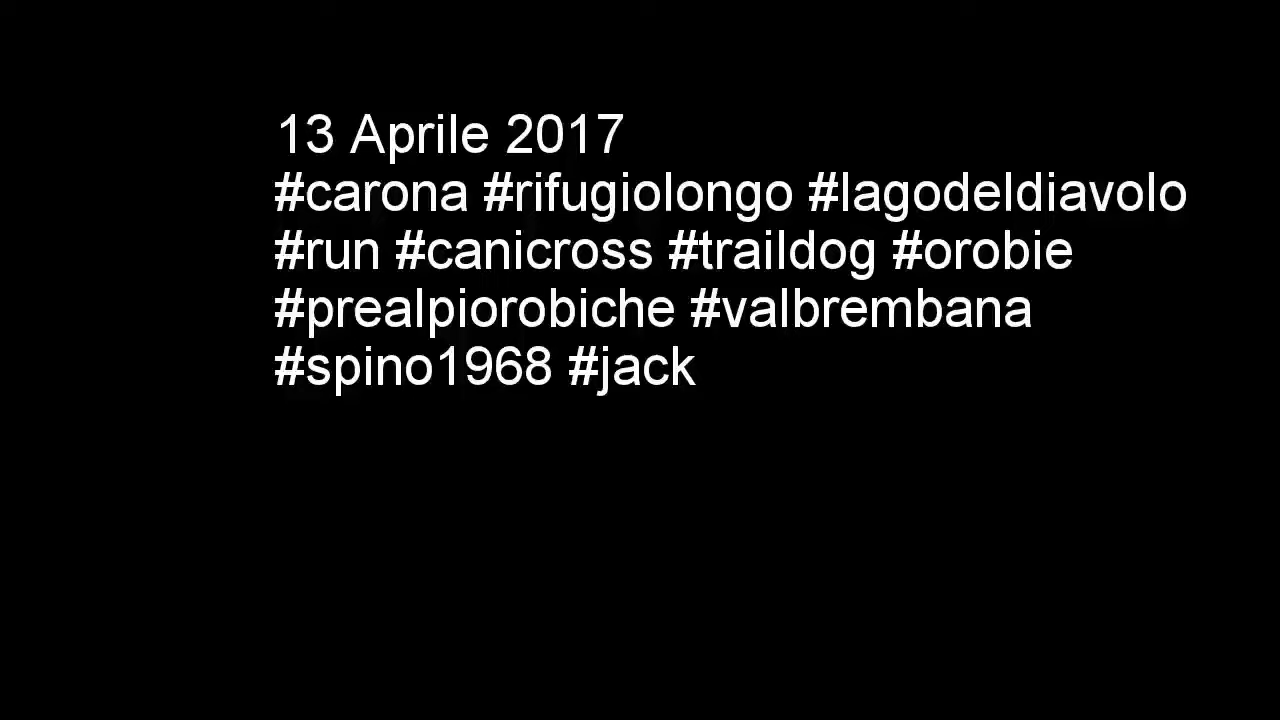 13 Aprile 2017
#carona #rifugiolongo #lagodeldiavolo
#run #canicross #traildog #orobie
#prealpiorobiche #valbrembana
#spino1968 #jack